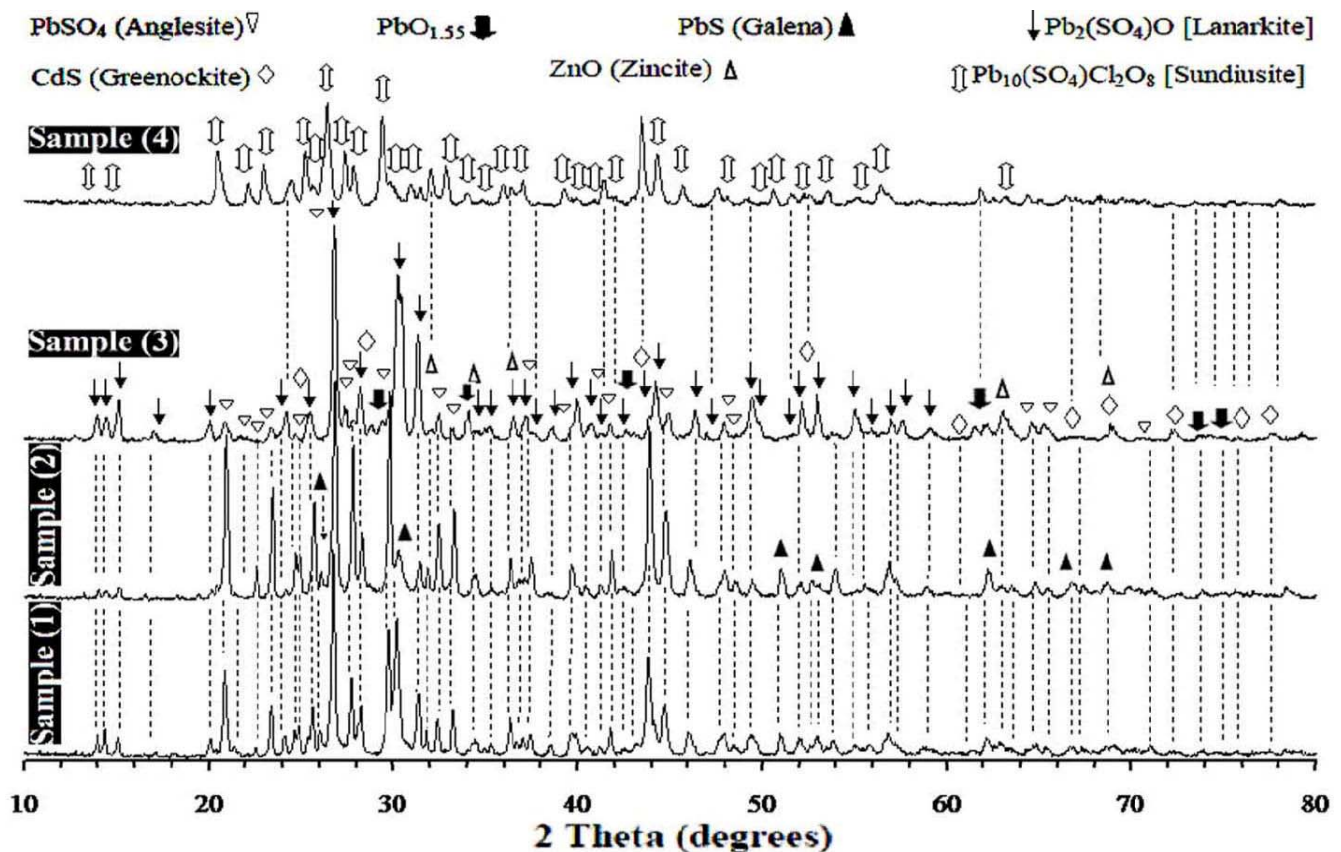 PbSO₄ (Anglesite) ▽ PbO₁.₅₅ 🡇 PbS (Galena) ▲ ↓ Pb₂(SO₄)O [Lanarkite]
CdS (Greenockite) ◇ ZnO (Zincite) Δ ⇳ Pb₁₀(SO₄)Cl₂O₈ [Sundiusite]
Sample (4)
Sample (3)
Sample (2)
Sample (1)
10 20 30 40 50 60 70 80
2 Theta (degrees)